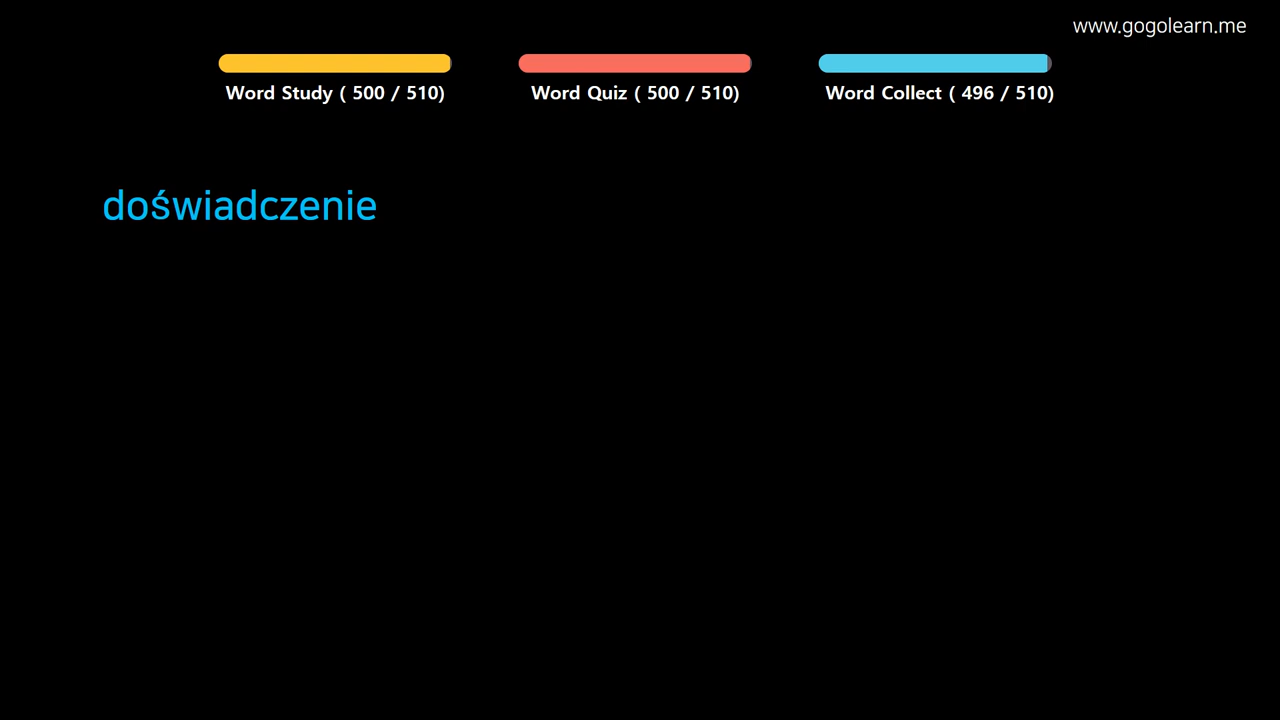 www.gogolearn.me
Word Study ( 500 / 510)
Word Quiz ( 500 / 510)
Word Collect ( 496 / 510)
doświadczenie